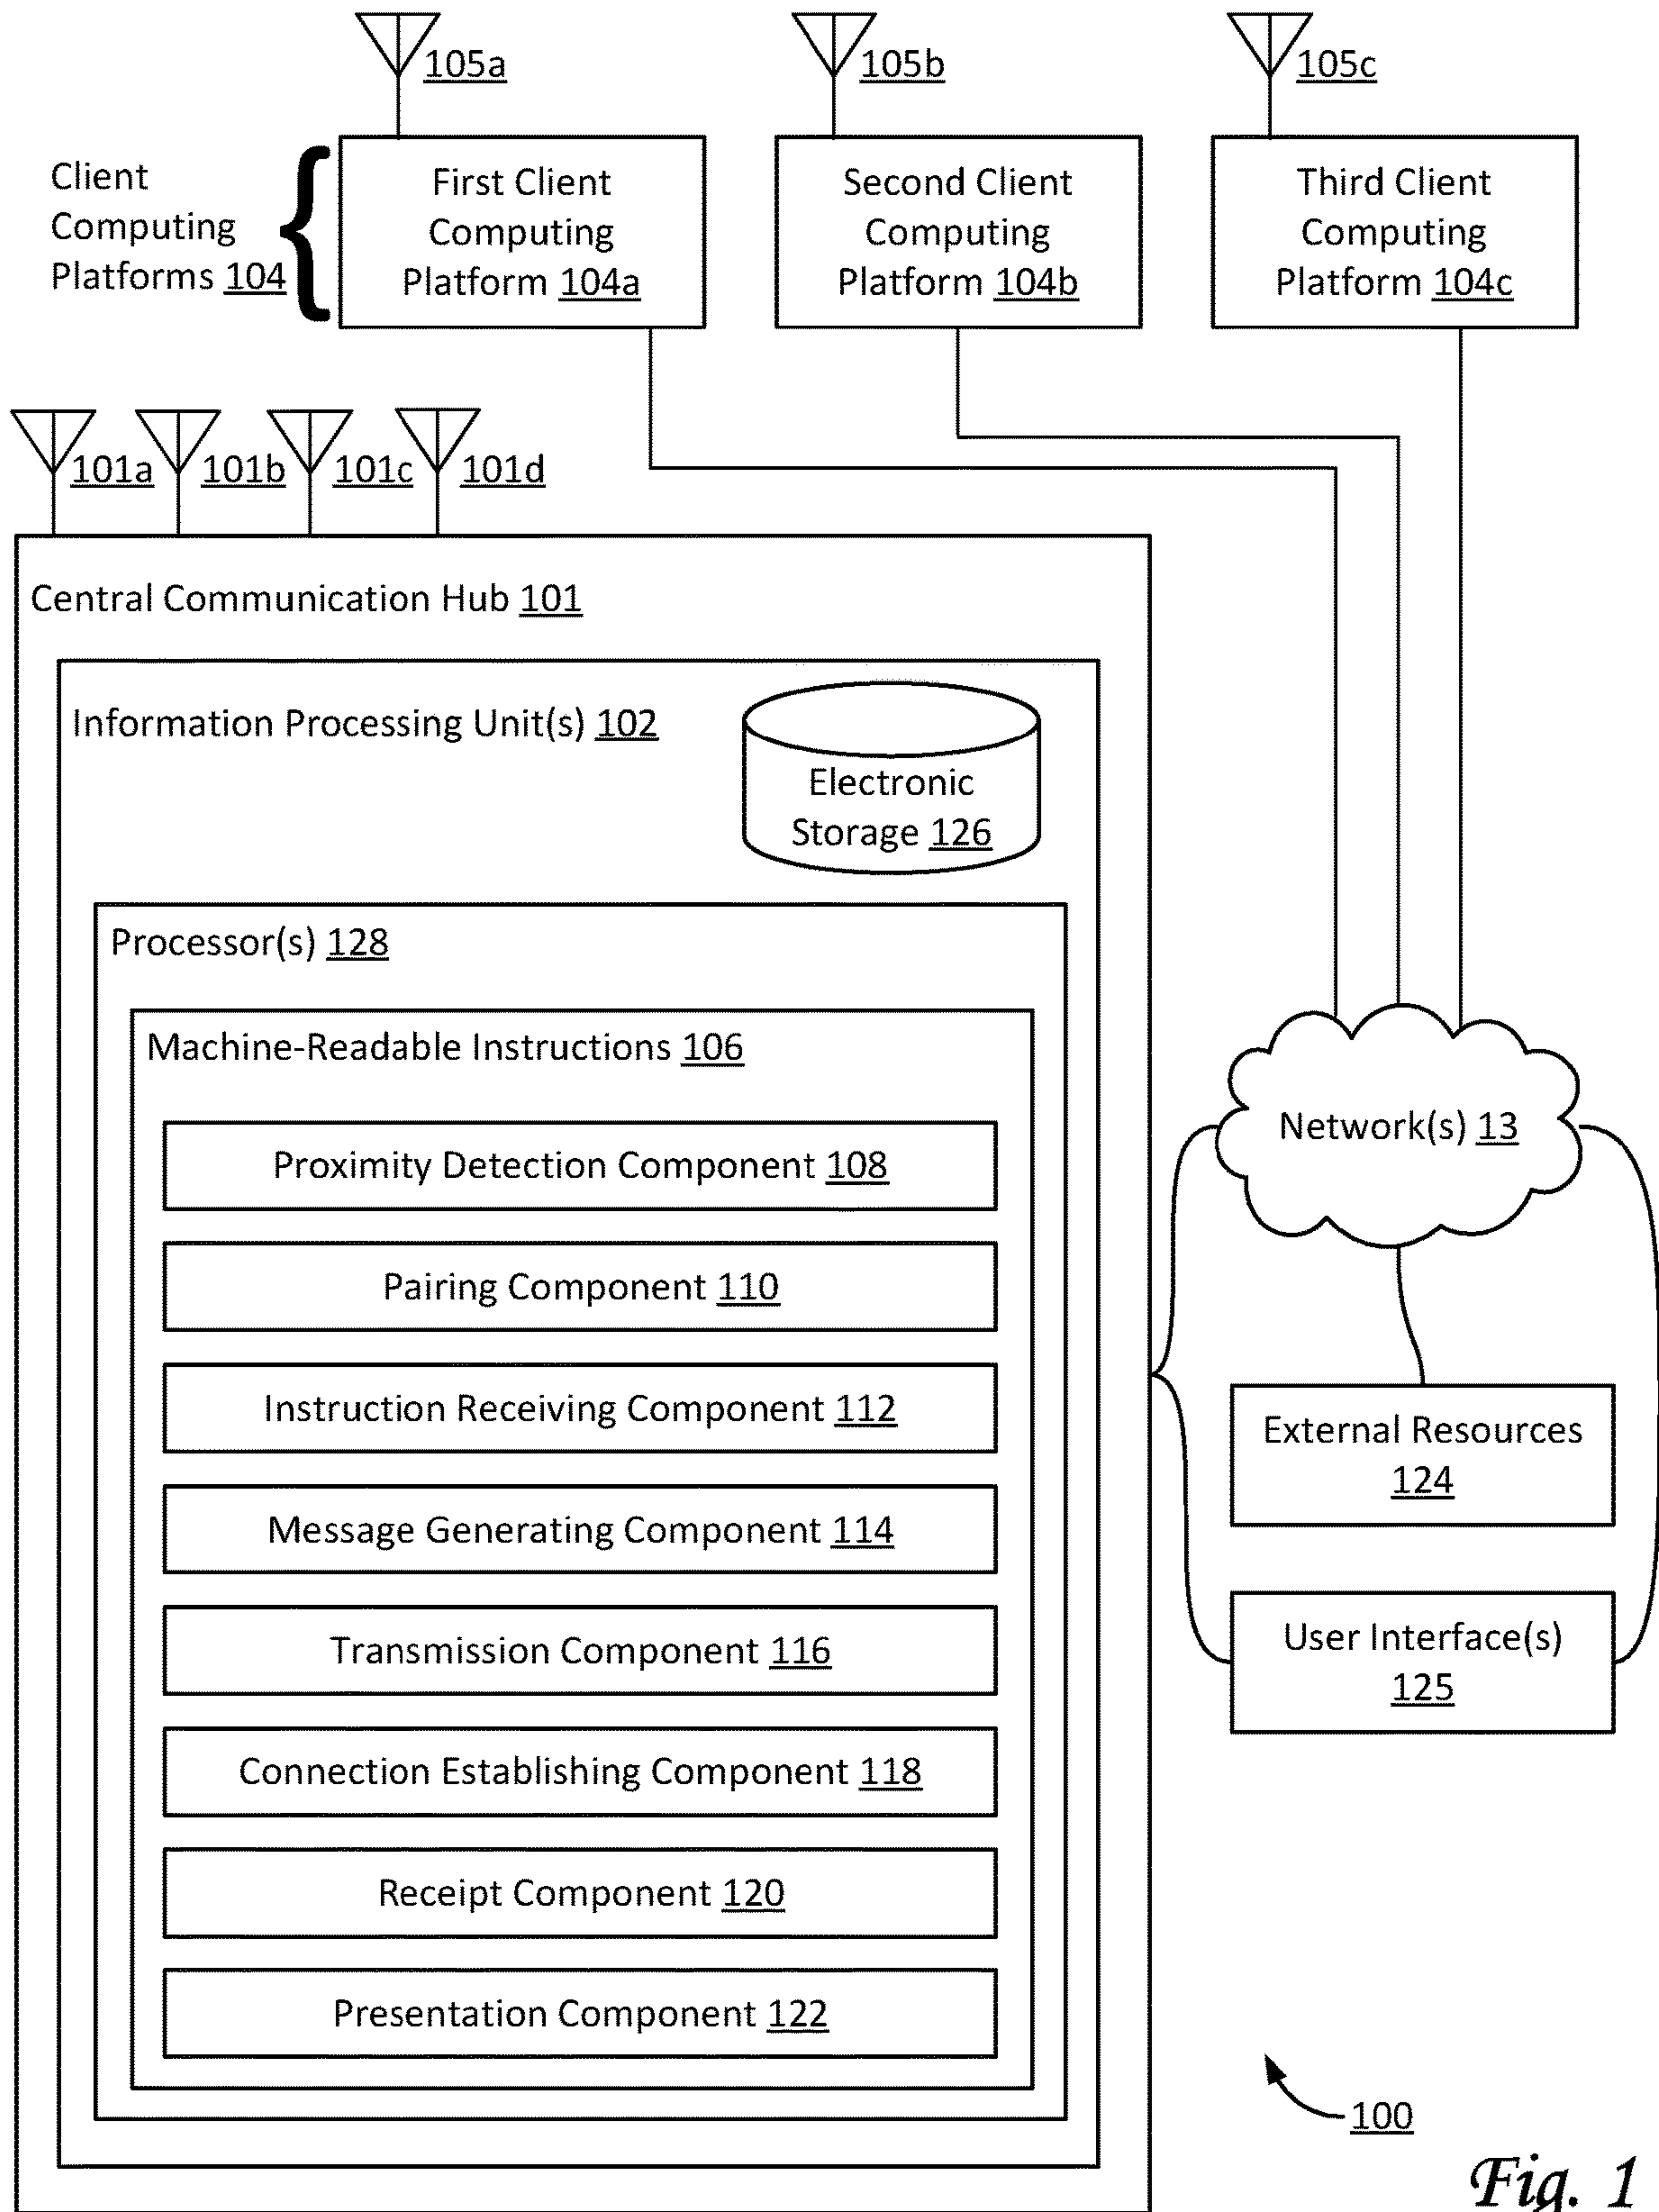 105a
105b
105c
Client
Computing
Platforms 104
First Client
Computing
Platform 104a
Second Client
Computing
Platform 104b
Third Client
Computing
Platform 104c
101a
101b
101c
101d
Central Communication Hub 101
Information Processing Unit(s) 102
Electronic
Storage 126
Processor(s) 128
Machine-Readable Instructions 106
Proximity Detection Component 108
Pairing Component 110
Instruction Receiving Component 112
Message Generating Component 114
Transmission Component 116
Connection Establishing Component 118
Receipt Component 120
Presentation Component 122
Network(s) 13
External Resources
124
User Interface(s)
125
100
Fig. 1